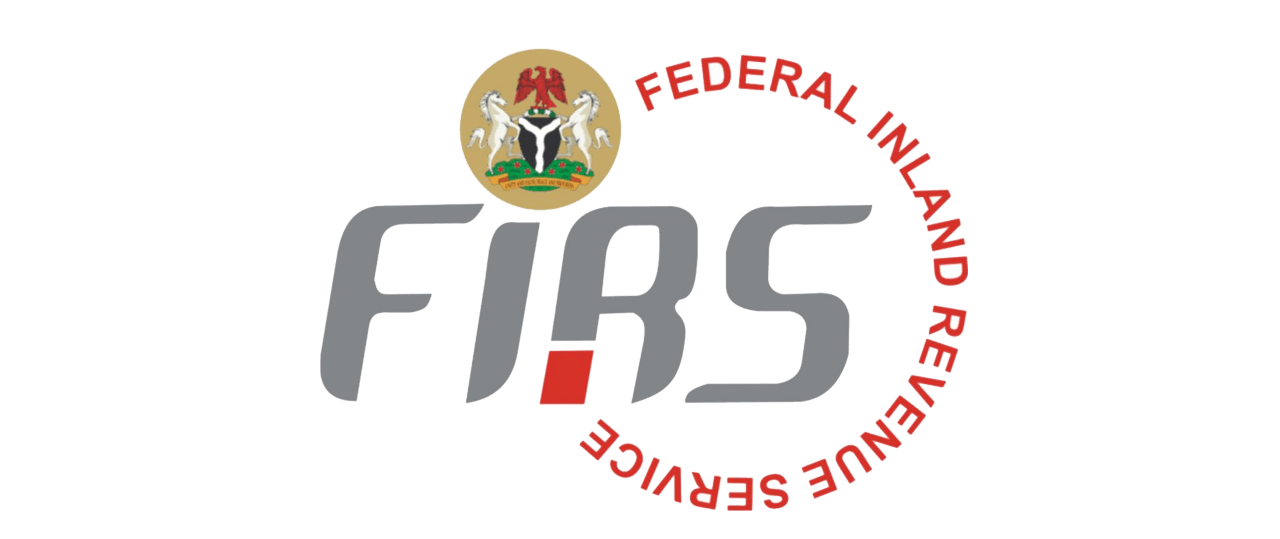 FIRS
FEDERAL INLAND REVENUE SERVICE